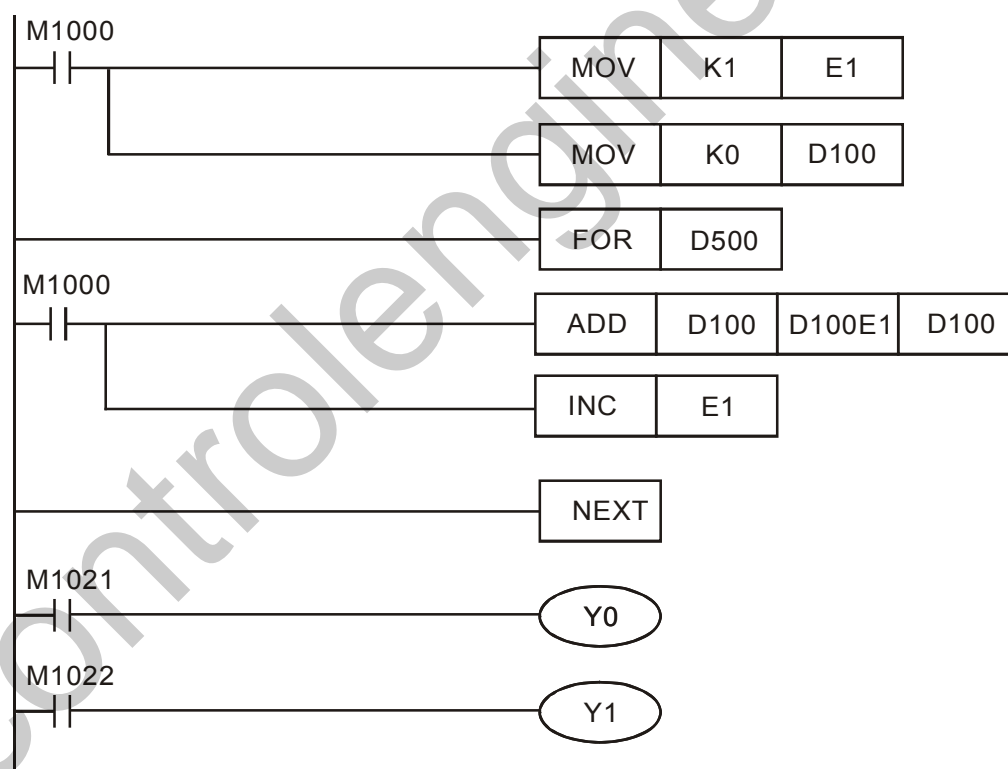 M1000
MOV K1 E1
MOV K0 D100
FOR D500
M1000
ADD D100 D100E1 D100
INC E1
NEXT
M1021
Y0
M1022
Y1
controlengine